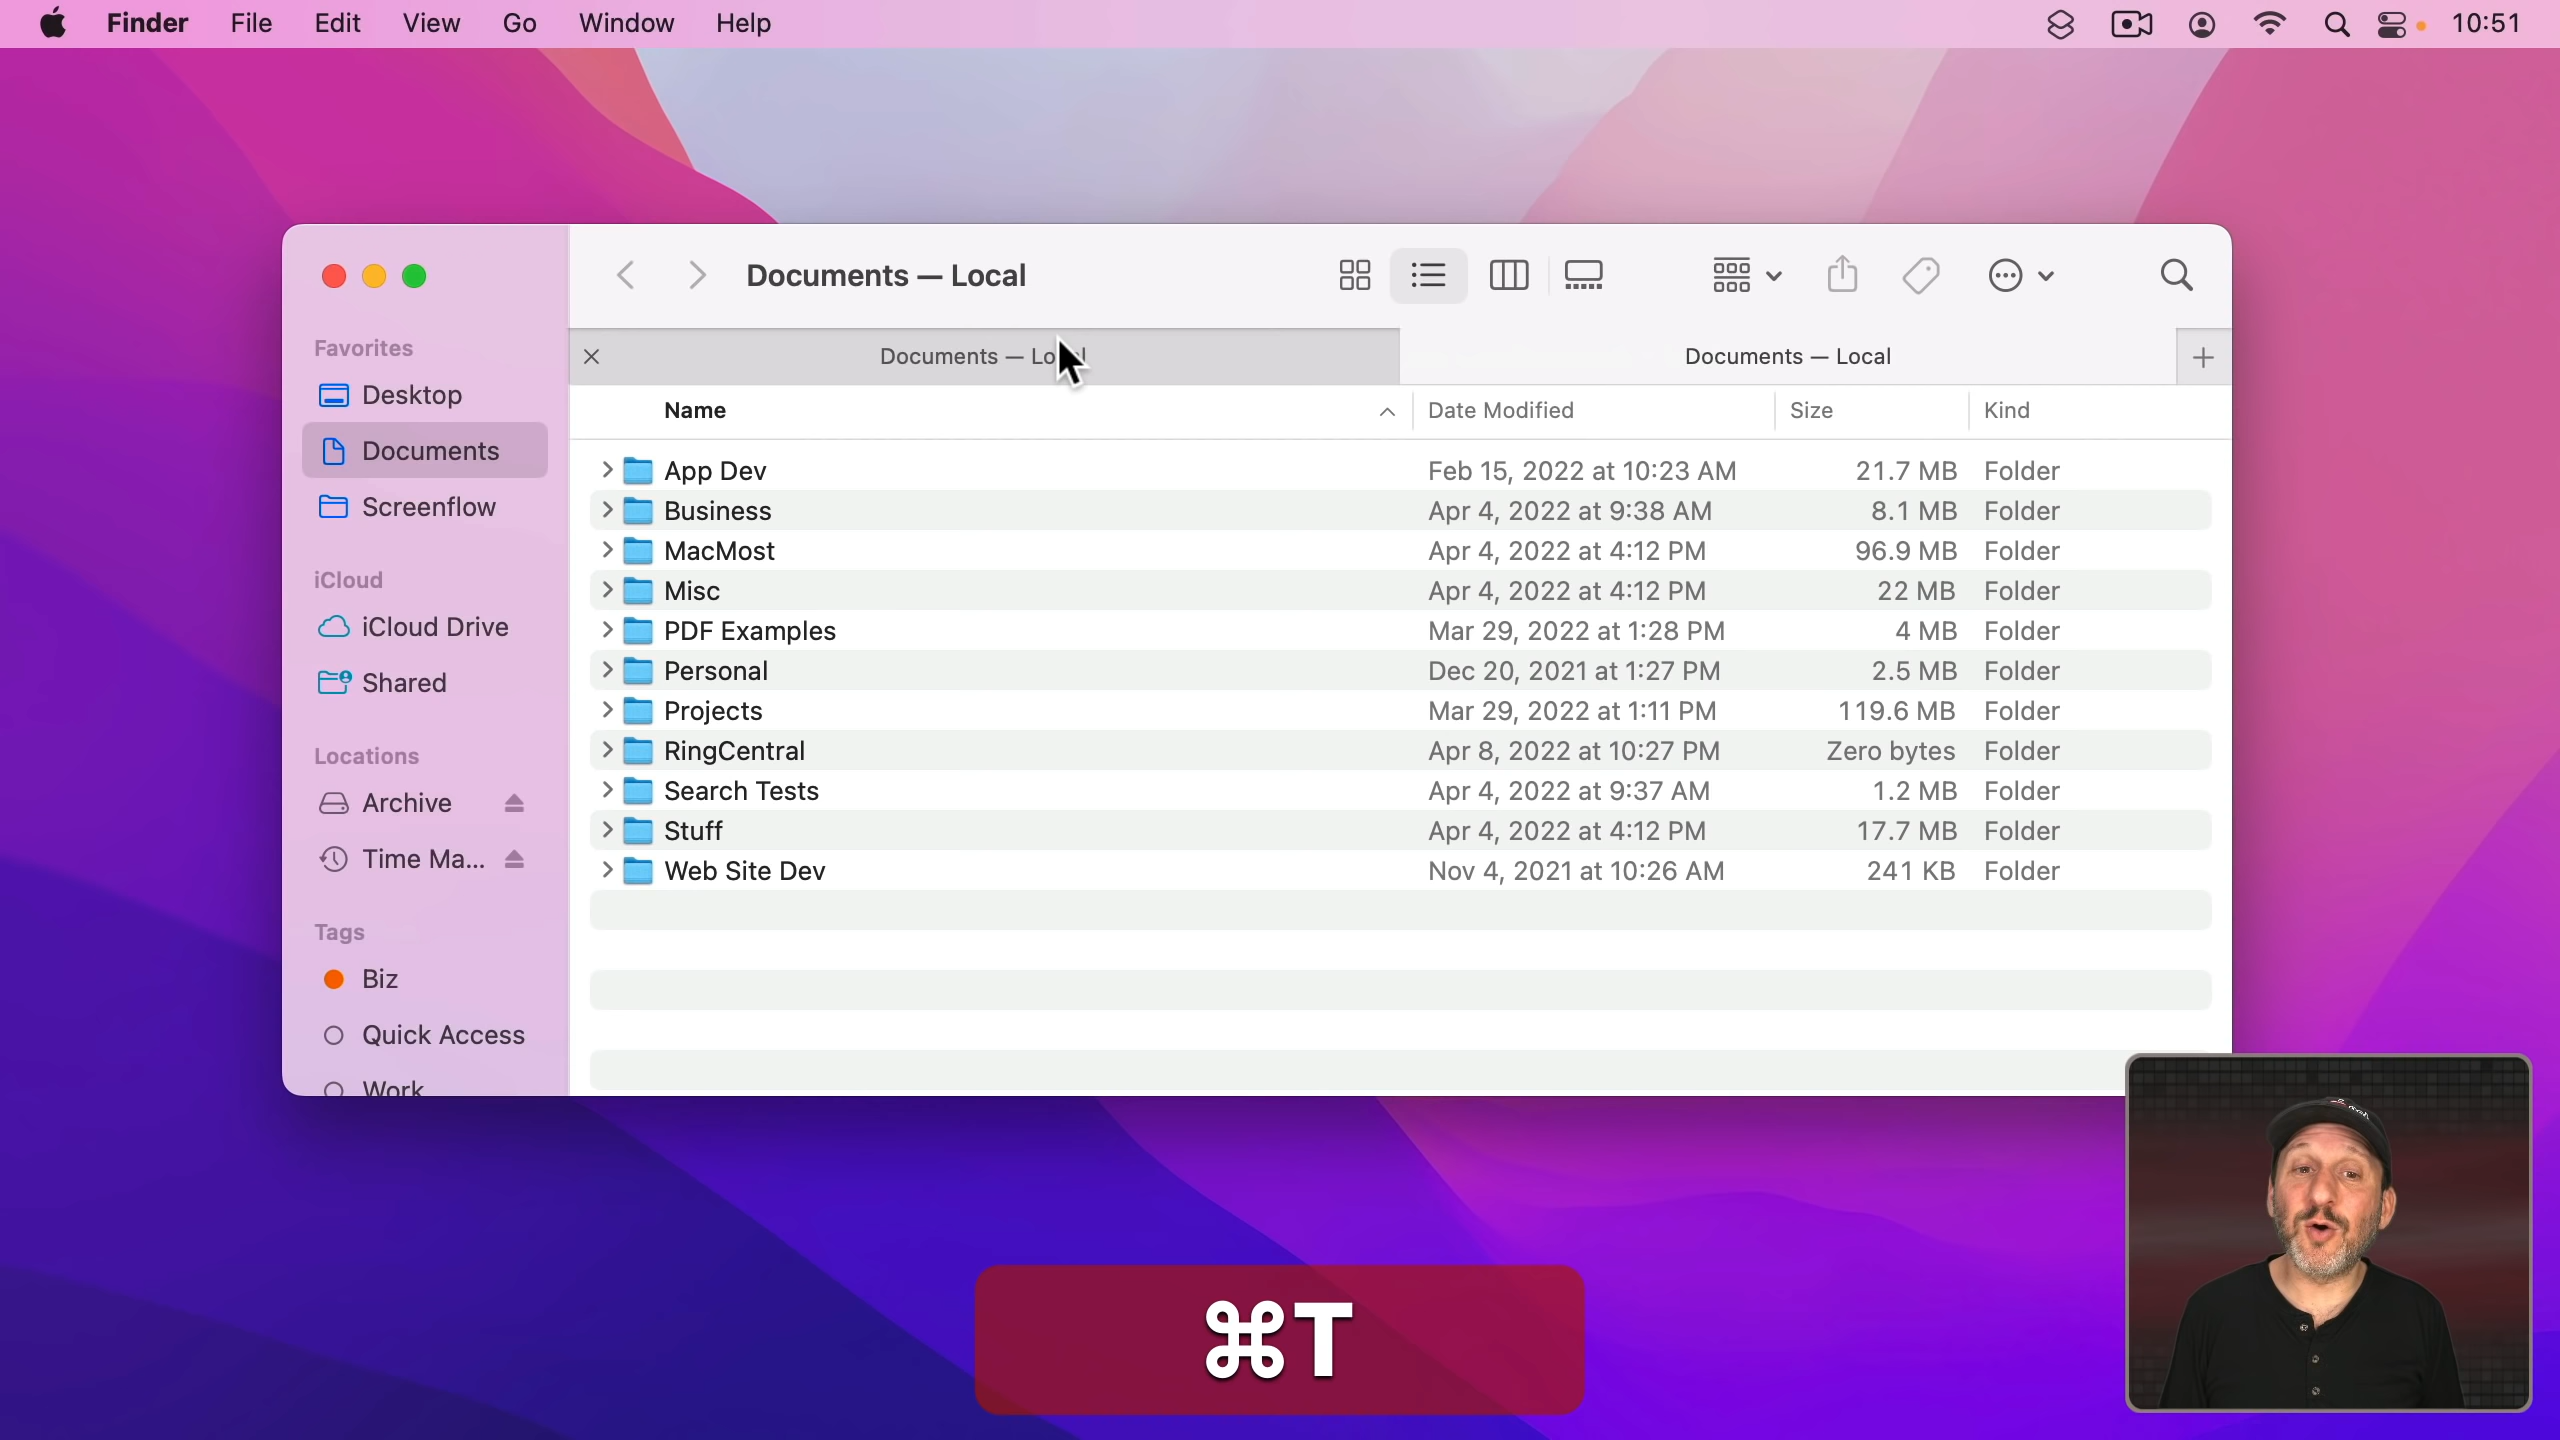 Finder File Edit View Go Window Help 10:51
Documents — Local
Documents — Local Documents — Local
Favorites
Desktop
Documents
Screenflow
iCloud
iCloud Drive
Shared
Locations
Archive
Time Ma...
Tags
Biz
Quick Access
Work
Name Date Modified Size Kind
App Dev Feb 15, 2022 at 10:23 AM 21.7 MB Folder
Business Apr 4, 2022 at 9:38 AM 8.1 MB Folder
MacMost Apr 4, 2022 at 4:12 PM 96.9 MB Folder
Misc Apr 4, 2022 at 4:12 PM 22 MB Folder
PDF Examples Mar 29, 2022 at 1:28 PM 4 MB Folder
Personal Dec 20, 2021 at 1:27 PM 2.5 MB Folder
Projects Mar 29, 2022 at 1:11 PM 119.6 MB Folder
RingCentral Apr 8, 2022 at 10:27 PM Zero bytes Folder
Search Tests Apr 4, 2022 at 9:37 AM 1.2 MB Folder
Stuff Apr 4, 2022 at 4:12 PM 17.7 MB Folder
Web Site Dev Nov 4, 2021 at 10:26 AM 241 KB Folder
⌘T